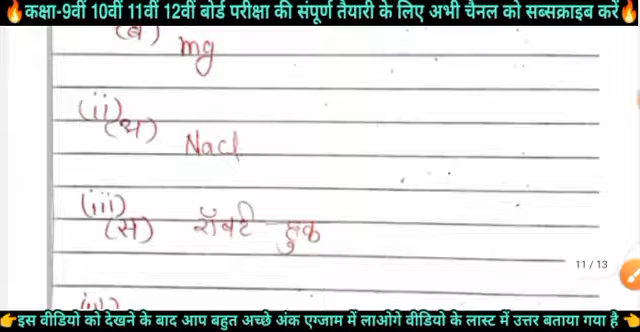 🔥कक्षा-9वीं 10वीं 11वीं 12वीं बोर्ड परीक्षा की संपूर्ण तैयारी के लिए अभी चैनल को सब्सक्राइब करें🔥
(ब) mg
(ii)
(अ) Nacl
(iii)
(स) रॉबर्ट हुक
11 / 13
👉इस वीडियो को देखने के बाद आप बहुत अच्छे अंक एग्जाम में लाओगे वीडियो के लास्ट में उत्तर बताया गया है👈